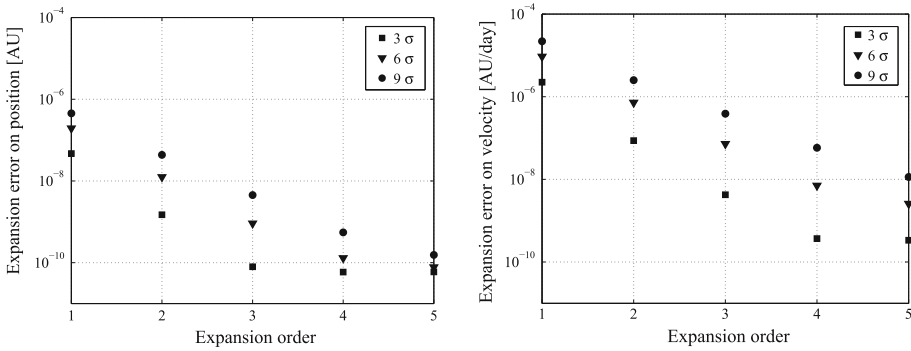 10⁻⁴
10⁻⁶
10⁻⁸
10⁻¹⁰
Expansion error on position [AU]
3 σ
6 σ
9 σ
1 2 3 4 5
Expansion order
10⁻⁴
10⁻⁶
10⁻⁸
10⁻¹⁰
Expansion error on velocity [AU/day]
3 σ
6 σ
9 σ
1 2 3 4 5
Expansion order